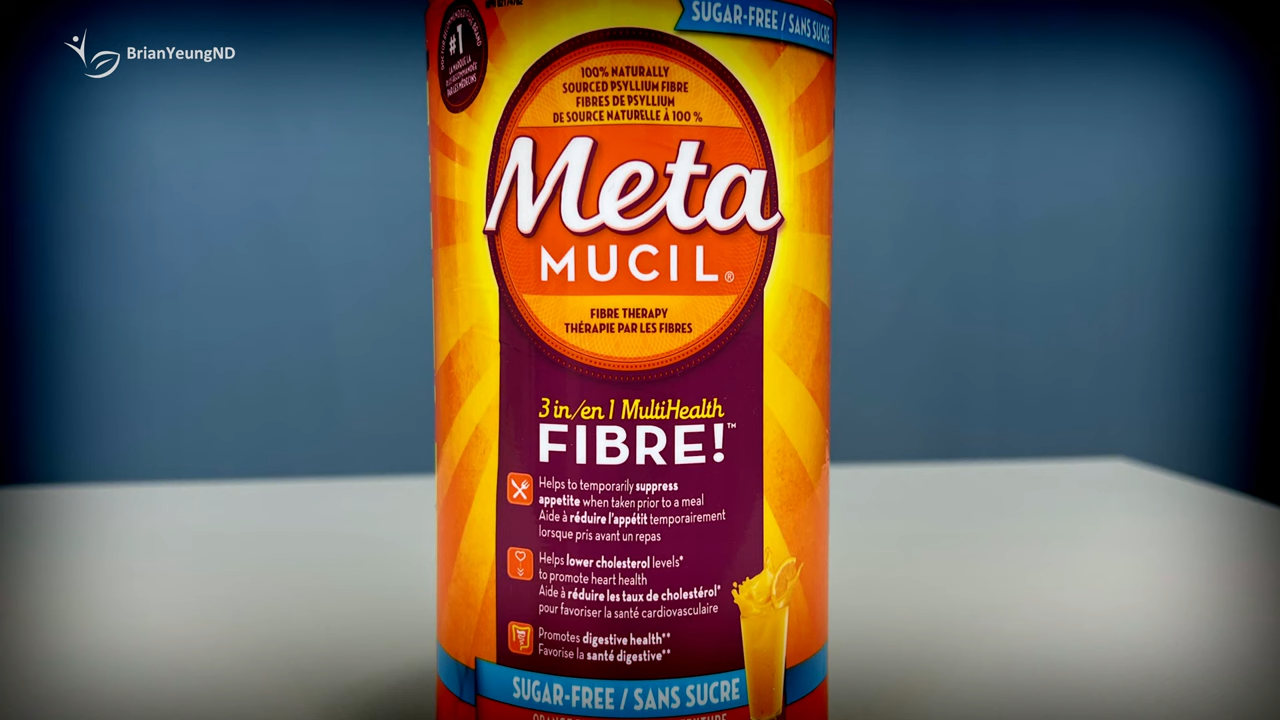 BrianYeungND
SUGAR-FREE / SANS SUCRE
#1
100% NATURALLY
SOURCED PSYLLIUM FIBRE
FIBRES DE PSYLLIUM
DE SOURCE NATURELLE À 100 %
Meta
MUCIL®
FIBRE THERAPY
THÉRAPIE PAR LES FIBRES
3 in/en 1 MultiHealth
FIBRE!™
Helps to temporarily suppress
appetite when taken prior to a meal
Aide à réduire l'appétit temporairement
lorsque pris avant un repas
Helps lower cholesterol levels*
to promote heart health
Aide à réduire les taux de cholestérol*
pour favoriser la santé cardiovasculaire
Promotes digestive health**
Favorise la santé digestive**
SUGAR-FREE / SANS SUCRE